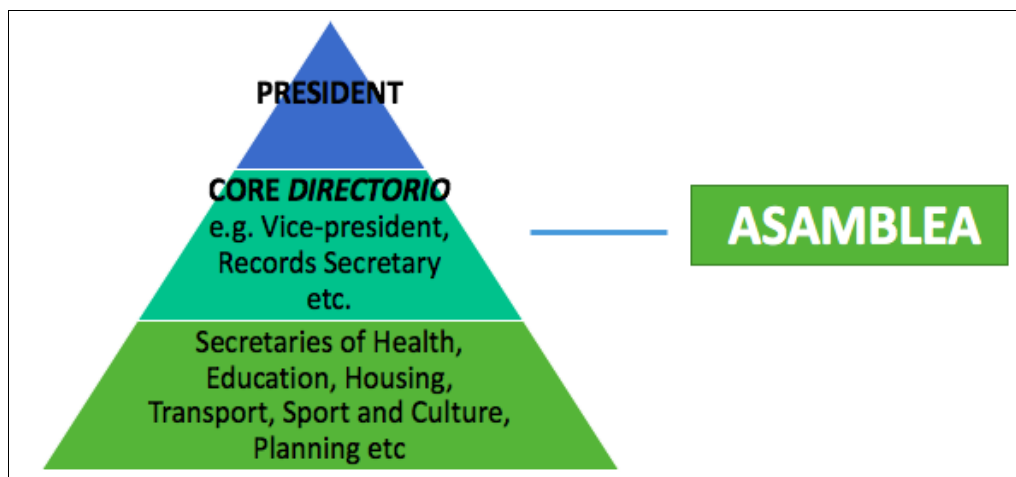 PRESIDENT
CORE DIRECTORIO
e.g. Vice-president,
Records Secretary
etc.
ASAMBLEA
Secretaries of Health,
Education, Housing,
Transport, Sport and Culture,
Planning etc